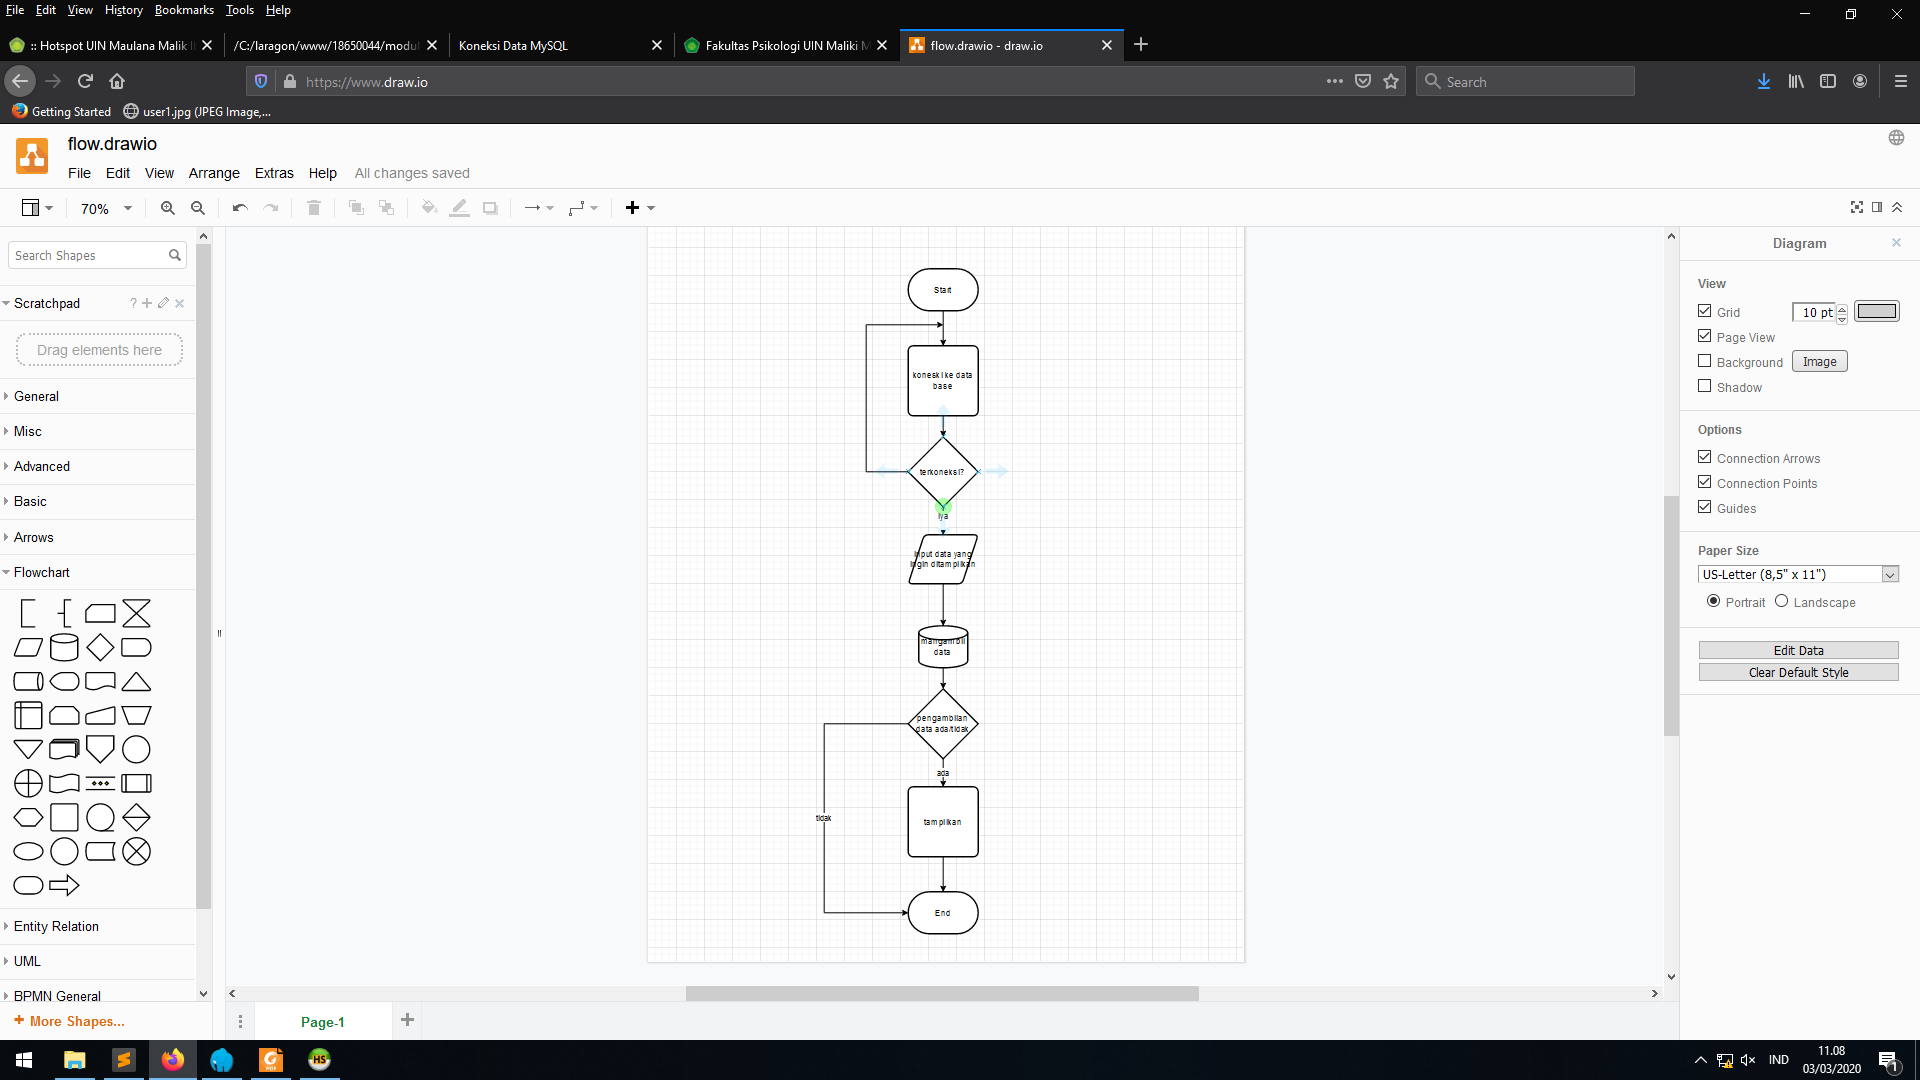 File Edit View History Bookmarks Tools Help
:: Hotspot UIN Maulana Malik I
/C:/laragon/www/18650044/modul
Koneksi Data MySQL
Fakultas Psikologi UIN Maliki M
flow.drawio - draw.io
https://www.draw.io
Search
Getting Started
user1.jpg (JPEG Image,...
flow.drawio
File Edit View Arrange Extras Help All changes saved
70%
Search Shapes
Scratchpad
?
Drag elements here
General
Misc
Advanced
Basic
Arrows
Flowchart
Entity Relation
UML
BPMN General
+ More Shapes...
Start
koneski ke data
base
terkoneksi?
iya
input data yang
ingin ditampilkan
data
pengambilan
data ada/tidak
ada
tidak
tampilkan
End
Page-1
Diagram
View
Grid
10 pt
Page View
Background
Image
Shadow
Options
Connection Arrows
Connection Points
Guides
Paper Size
US-Letter (8,5" x 11")
Portrait
Landscape
Edit Data
Clear Default Style
PDF
HS
IND
11.08
03/03/2020
1